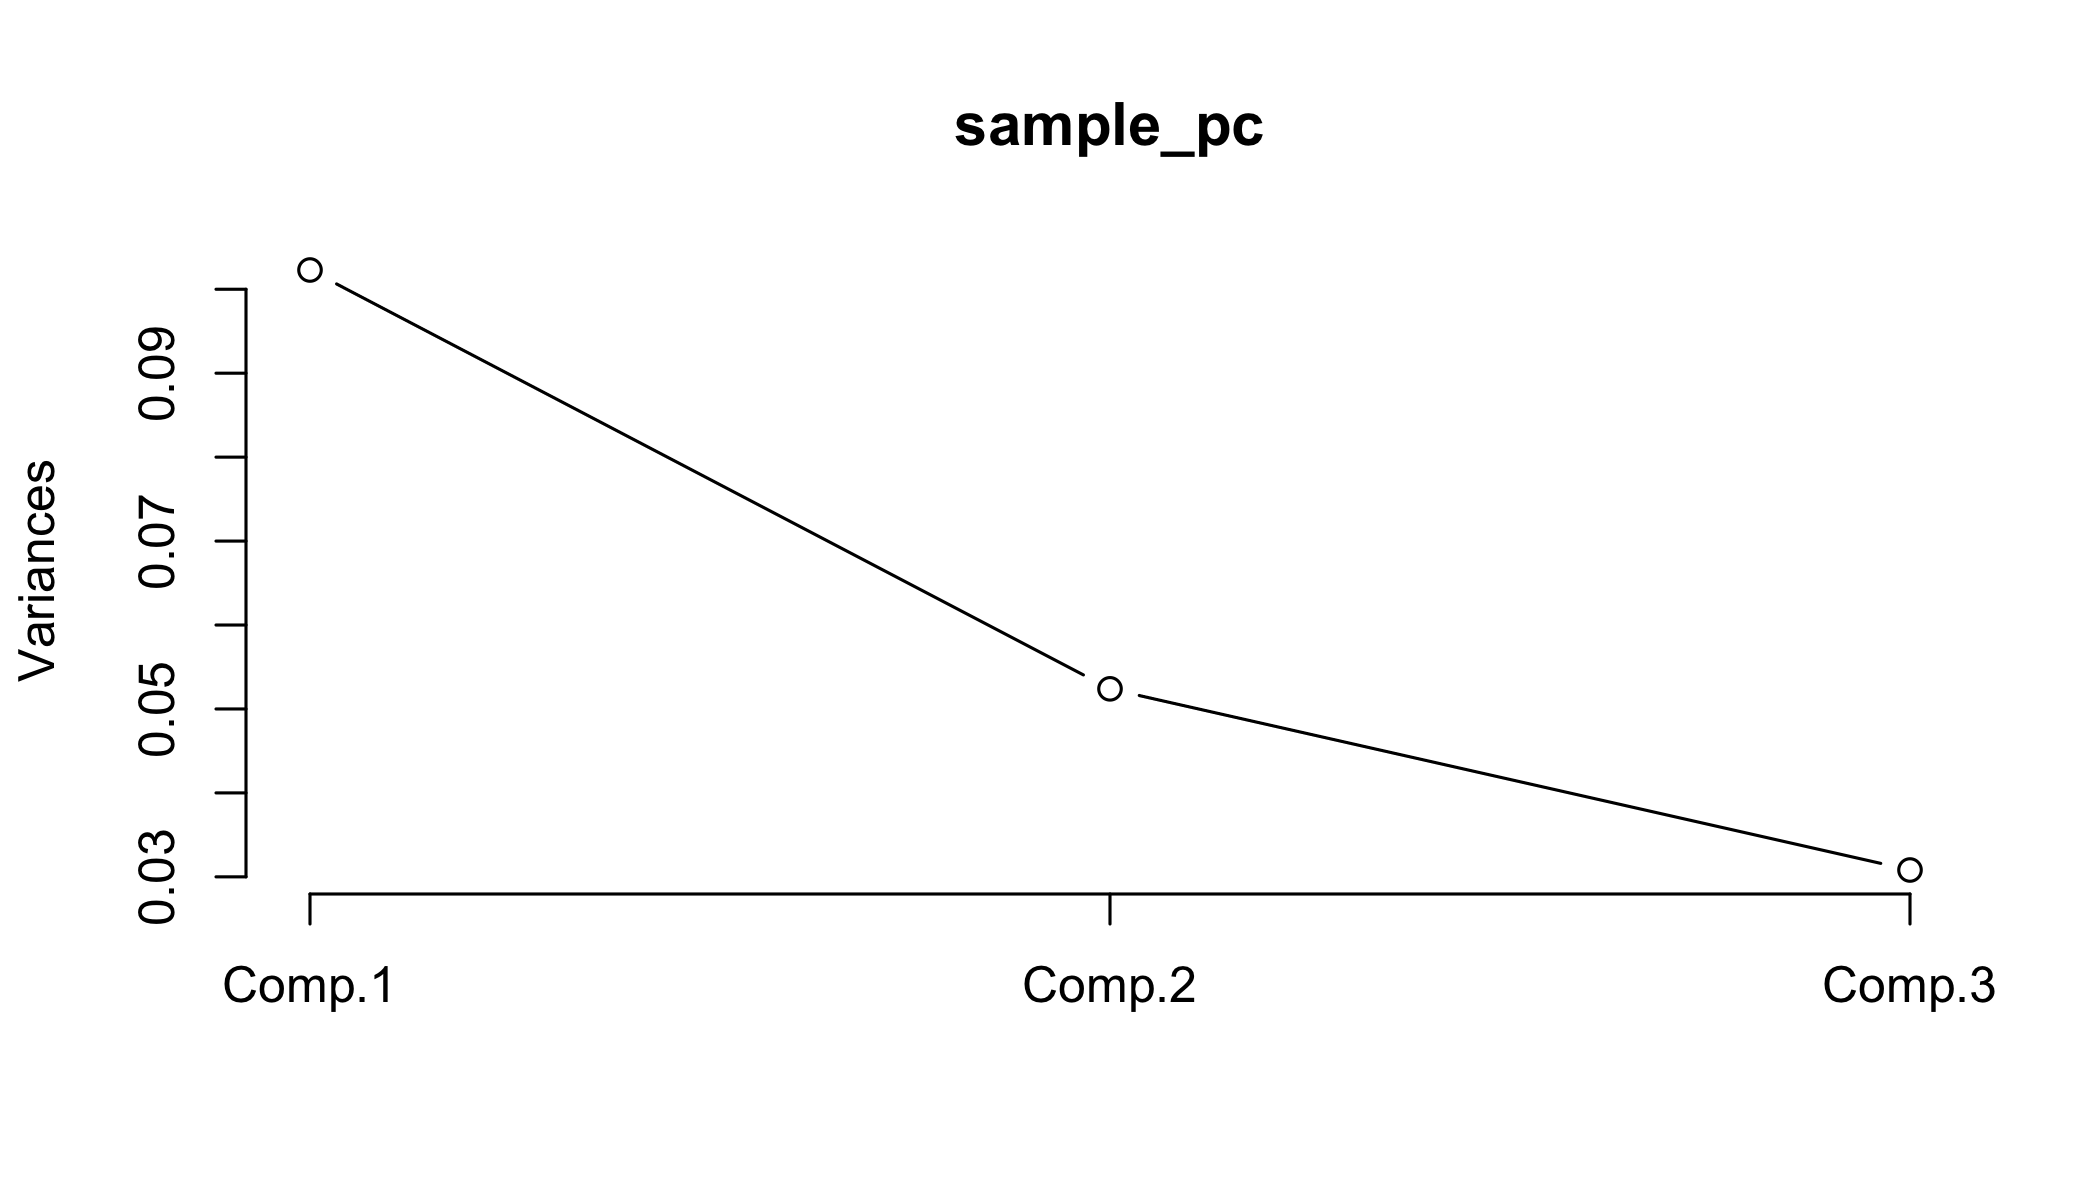 sample_pc
Variances
0.09
0.07
0.05
0.03
Comp.1
Comp.2
Comp.3